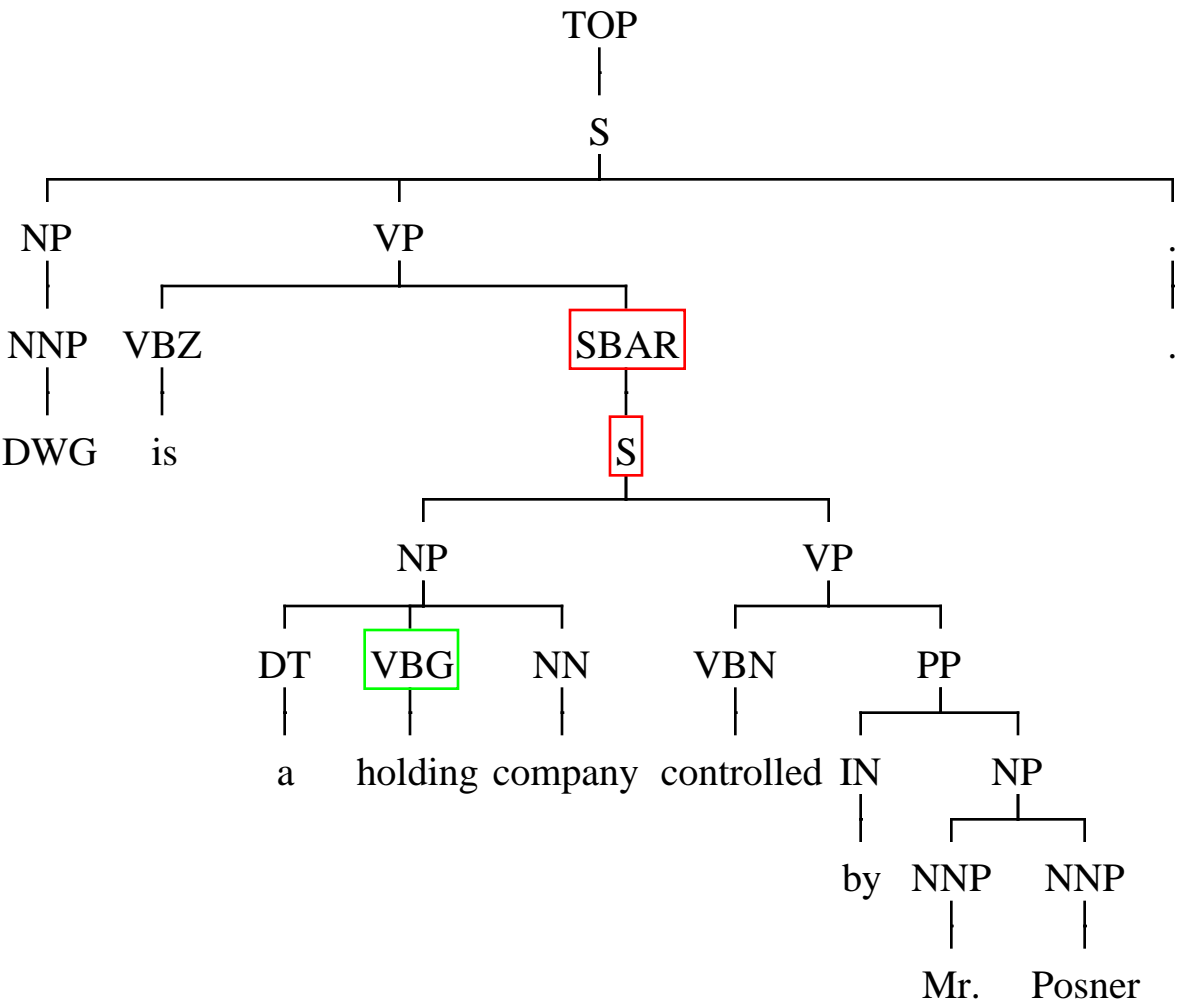 TOP
S
NP VP .
NNP VBZ SBAR .
DWG is S
NP VP
DT VBG NN VBN PP
a holding company controlled IN NP
by NNP NNP
Mr. Posner